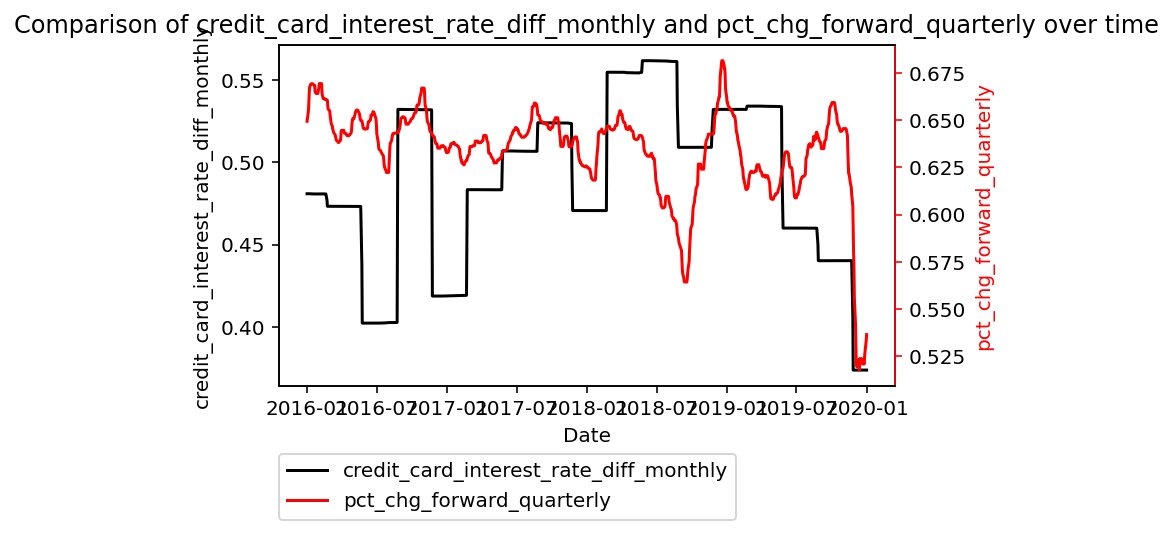 Comparison of credit_card_interest_rate_diff_monthly and pct_chg_forward_quarterly over time
credit_card_interest_rate_diff_monthly
0.55
0.50
0.45
0.40
0.675
0.650
0.625
0.600
0.575
0.550
0.525
pct_chg_forward_quarterly
2016-01 2016-07 2017-01 2017-07 2018-01 2018-07 2019-01 2019-07 2020-01
Date
credit_card_interest_rate_diff_monthly
pct_chg_forward_quarterly